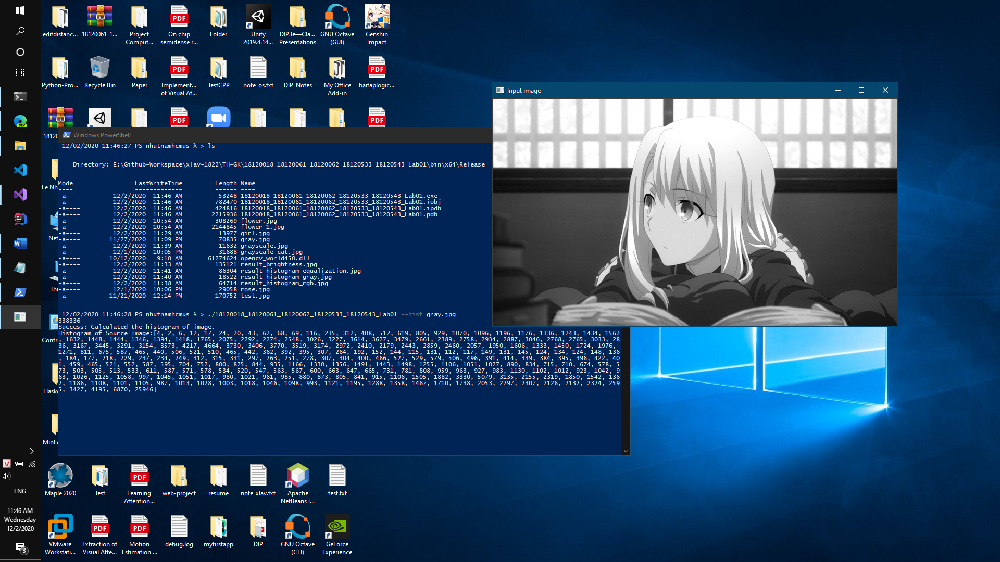 editdistanc...
18120061_1...
Project
Comput...
On chip
semidense r...
Folder
Unity
2019.4.14...
DIP3e—Cla...
Presentations
GNU Octave
(GUI)
Genshin
Impact
Python-Pro...
Recycle Bin
Paper
Implement...
of Visual At...
TestCPP
note_os.txt
DIP_Notes
My Office
Add-in
baitaplogic...
Input image
Windows PowerShell
12/02/2020 11:46:27 PS nhutnamhcmus λ > ls
Directory: E:\Github-Workspace\xlav-1822\TH-GK\18120018_18120061_18120062_18120533_18120543_Lab01\bin\x64\Release
Mode LastWriteTime Length Name
---- ------------- ------ ----
-a---- 12/2/2020 11:46 AM 53248 18120018_18120061_18120062_18120533_18120543_Lab01.exe
-a---- 12/2/2020 11:46 AM 782470 18120018_18120061_18120062_18120533_18120543_Lab01.iobj
-a---- 12/2/2020 11:46 AM 424816 18120018_18120061_18120062_18120533_18120543_Lab01.ipdb
-a---- 12/2/2020 11:46 AM 2215936 18120018_18120061_18120062_18120533_18120543_Lab01.pdb
-a---- 12/2/2020 10:54 AM 308269 flower.jpg
-a---- 12/2/2020 10:54 AM 2144845 flower_1.jpg
-a---- 12/2/2020 11:29 AM 13977 girl.jpg
-a---- 11/27/2020 11:09 PM 70835 gray.jpg
-a---- 12/2/2020 11:39 AM 11632 grayscale.jpg
-a---- 12/1/2020 10:05 PM 31688 grayscale_cat.jpg
-a---- 10/12/2020 9:10 AM 61274624 opencv_world450.dll
-a---- 12/2/2020 11:33 AM 135121 result_brightness.jpg
-a---- 12/2/2020 11:41 AM 86304 result_histogram_equalization.jpg
-a---- 12/2/2020 11:40 AM 18522 result_histogram_gray.jpg
-a---- 12/2/2020 11:38 AM 64714 result_histogram_rgb.jpg
-a---- 12/1/2020 10:06 PM 29058 rose.jpg
-a---- 11/21/2020 12:14 PM 170752 test.jpg
12/02/2020 11:46:28 PS nhutnamhcmus λ > ./18120018_18120061_18120062_18120533_18120543_Lab01 --hist gray.jpg
338336
Success: Calculated the histogram of image.
Histogram of Source Image:[4, 2, 6, 12, 17, 24, 20, 43, 62, 68, 69, 116, 235, 312, 408, 512, 619, 805, 929, 1070, 1096, 1196, 1176, 1336, 1243, 1434, 1562
, 1632, 1448, 1444, 1346, 1394, 1418, 1765, 2075, 2292, 2274, 2548, 3026, 3227, 3614, 3627, 3479, 2661, 2389, 2758, 2934, 2887, 3046, 2768, 2765, 3033, 28
36, 3167, 3445, 3291, 3154, 3573, 4217, 4664, 3730, 3406, 3770, 3519, 3174, 2972, 2410, 2179, 2443, 2859, 2460, 2057, 1950, 1606, 1333, 1450, 1724, 1976,
1271, 811, 675, 587, 465, 440, 506, 521, 510, 465, 442, 362, 392, 395, 307, 264, 192, 152, 144, 115, 131, 112, 117, 149, 131, 145, 124, 134, 124, 148, 136
, 184, 177, 218, 229, 237, 234, 249, 312, 315, 331, 297, 263, 251, 278, 307, 304, 400, 466, 527, 529, 579, 506, 496, 391, 414, 339, 384, 395, 396, 422, 40
1, 459, 465, 521, 552, 587, 595, 704, 752, 800, 825, 844, 935, 1166, 1330, 1356, 1491, 1443, 1498, 1255, 1106, 1051, 1027, 890, 834, 715, 710, 674, 578, 5
73, 503, 505, 513, 533, 611, 587, 571, 578, 534, 520, 547, 563, 567, 600, 663, 647, 665, 731, 781, 808, 959, 963, 927, 983, 1130, 1102, 1012, 923, 1042, 9
63, 1026, 1125, 1058, 997, 1045, 1051, 1017, 980, 1021, 961, 985, 880, 873, 805, 841, 915, 1106, 1505, 1882, 3330, 5079, 3135, 2155, 2319, 1850, 1542, 136
2, 1186, 1108, 1101, 1105, 987, 1013, 1028, 1003, 1018, 1046, 1098, 993, 1121, 1195, 1288, 1358, 1467, 1710, 1738, 2053, 2297, 2307, 2126, 2132, 2324, 259
5, 3427, 4195, 6870, 25946]
Maple 2020
Test
Learning
Attention...
web-project
resume
note_xlav.txt
Apache
NetBeans I...
test.txt
VMware
Workstati...
Extraction of
Visual Atte...
Motion
Estimation ...
debug.log
myfirstapp
DIP
GNU Octave
(CLI)
GeForce
Experience
ENG
11:46 AM
Wednesday
12/2/2020
3